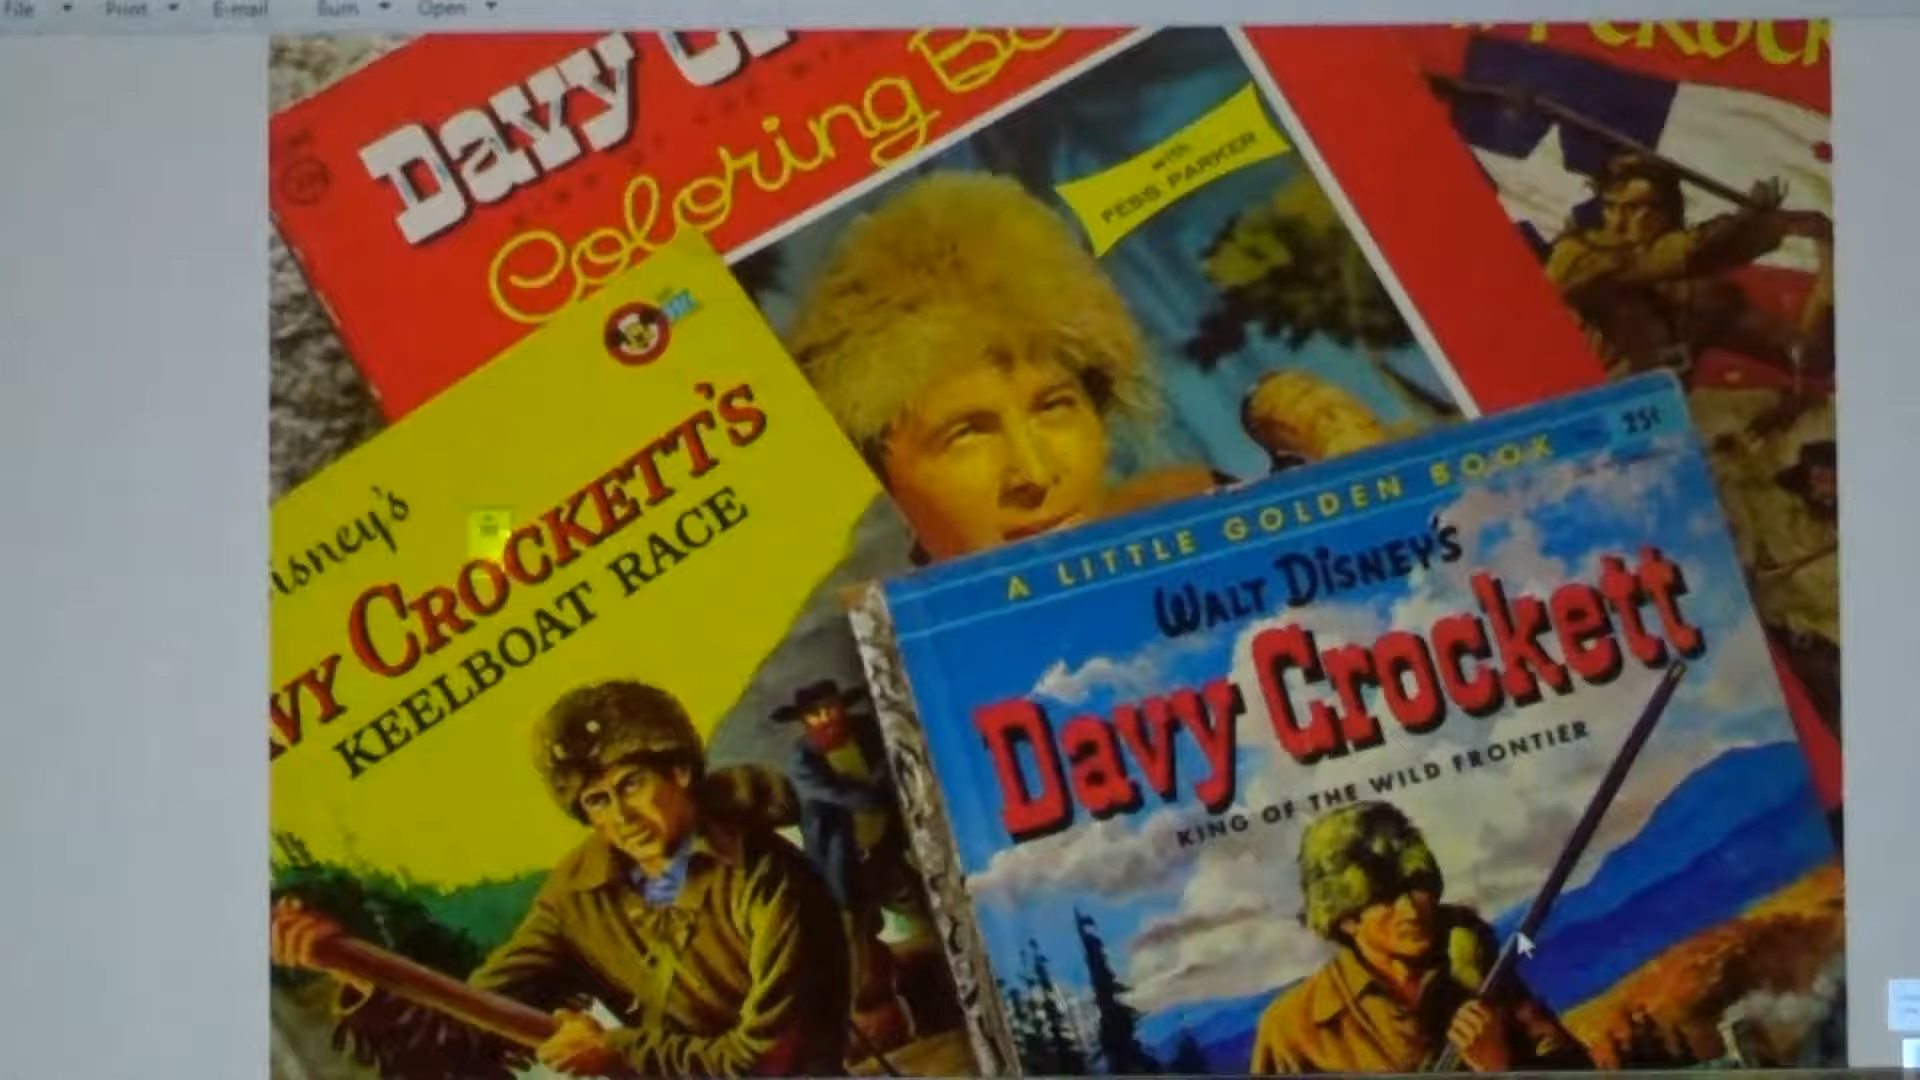 File Print E-mail Burn Open
Davy
Coloring
with
FESS PARKER
isney's
VY CROCKETT'S
KEELBOAT RACE
A LITTLE GOLDEN BOOK 25¢
WALT DISNEY'S
Davy Crockett
KING OF THE WILD FRONTIER